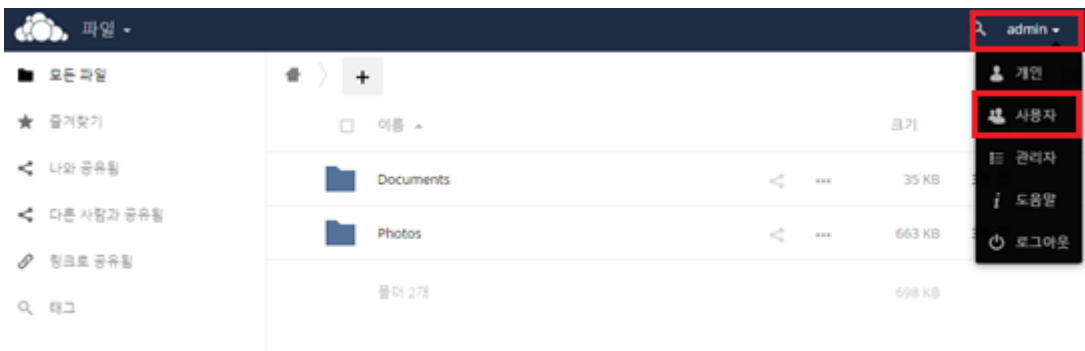 파일
admin
모든 파일
즐겨찾기
나와 공유됨
다른 사람과 공유됨
링크로 공유됨
태그
+
이름
크기
Documents
35 KB
Photos
663 KB
폴더 2개
698 KB
개인
사용자
관리자
도움말
로그아웃